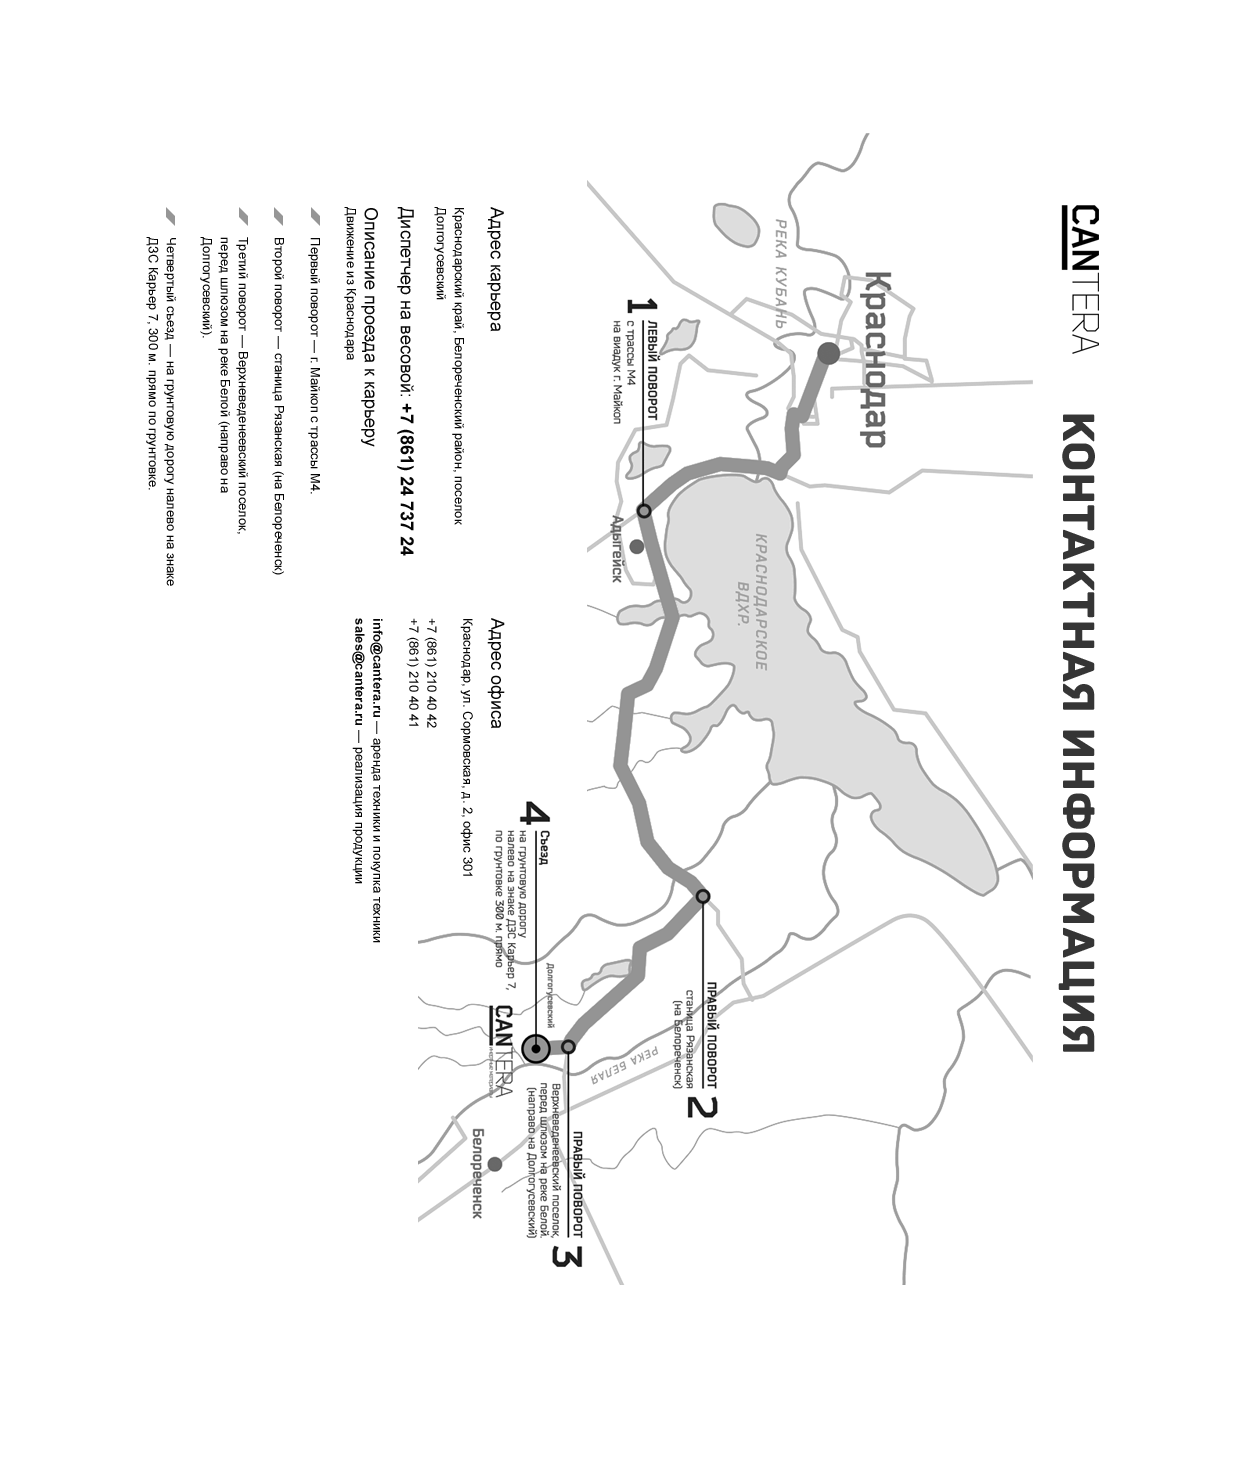 CANTERA
КОНТАКТНАЯ ИНФОРМАЦИЯ
Краснодар
РЕКА КУБАНЬ
КРАСНОДАРСКОЕ
ВДХР.
1
ЛЕВЫЙ ПОВОРОТ
с трассы М4
на виадук г. Майкоп
Адыгейск
ПРАВЫЙ ПОВОРОТ
станица Рязанская
(на Белореченск)
2
РЕКА БЕЛАЯ
4
Съезд
на грунтовую дорогу
налево на знаке ДЗС Карьер 7,
по грунтовке 300 м. прямо
Долгогусевский
CANTERA
ПРАВЫЙ ПОВОРОТ
Верхневеденеевский поселок,
перед шлюзом на реке Белой.
(направо на Долгогусевский)
3
Белореченск
Адрес карьера
Краснодарский край, Белореченский район, поселок
Долгогусевский
Диспетчер на весовой: +7 (861) 24 737 24
Описание проезда к карьеру
Движение из Краснодара
Первый поворот — г. Майкоп с трассы М4.
Второй поворот — станица Рязанская (на Белореченск)
Третий поворот — Верхневеденеевский поселок,
перед шлюзом на реке Белой (направо на
Долгогусевский).
Четвертый съезд — на грунтовую дорогу налево на знаке
ДЗС Карьер 7, 300 м. прямо по грунтовке.
Адрес офиса
Краснодар, ул. Сормовская, д. 2, офис 301
+7 (861) 210 40 42
+7 (861) 210 40 41
info@cantera.ru — аренда техники и покупка техники
sales@cantera.ru — реализация продукции